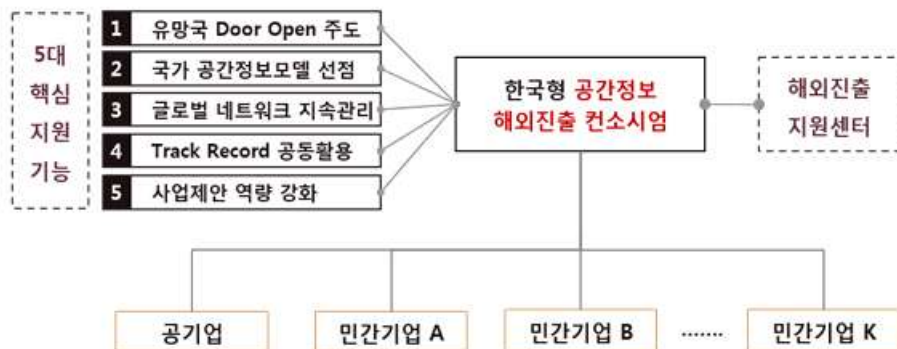 5대
핵심
지원
기능
1 유망국 Door Open 주도
2 국가 공간정보모델 선점
3 글로벌 네트워크 지속관리
4 Track Record 공동활용
5 사업제안 역량 강화
한국형 공간정보
해외진출 컨소시엄
해외진출
지원센터
공기업
민간기업 A
민간기업 B
.......
민간기업 K